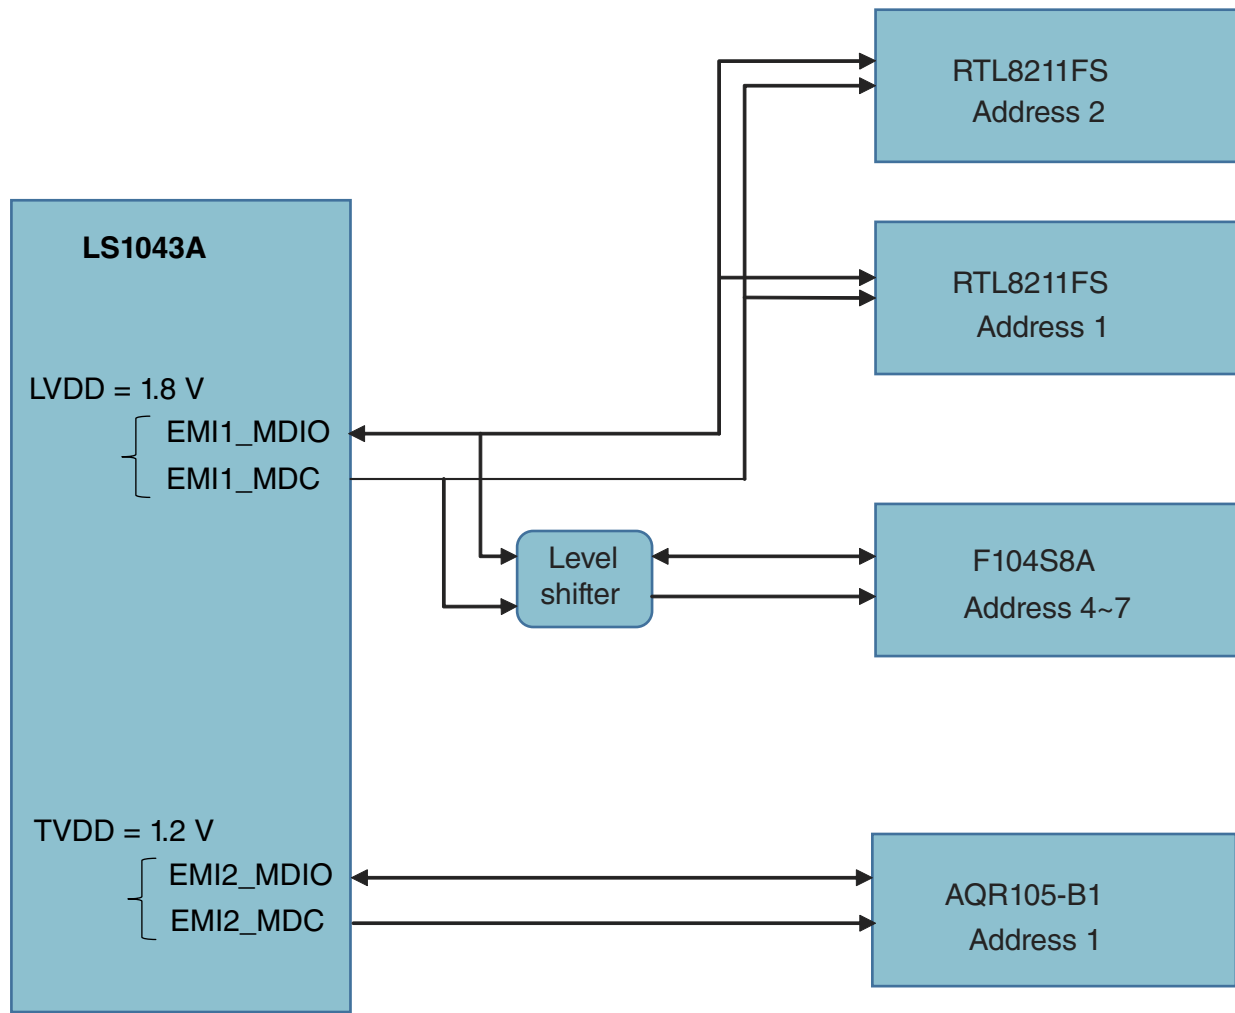 RTL8211FS
Address 2
LS1043A
RTL8211FS
Address 1
LVDD = 1.8 V
EMI1_MDIO
EMI1_MDC
Level
shifter
F104S8A
Address 4~7
TVDD = 1.2 V
EMI2_MDIO
EMI2_MDC
AQR105-B1
Address 1